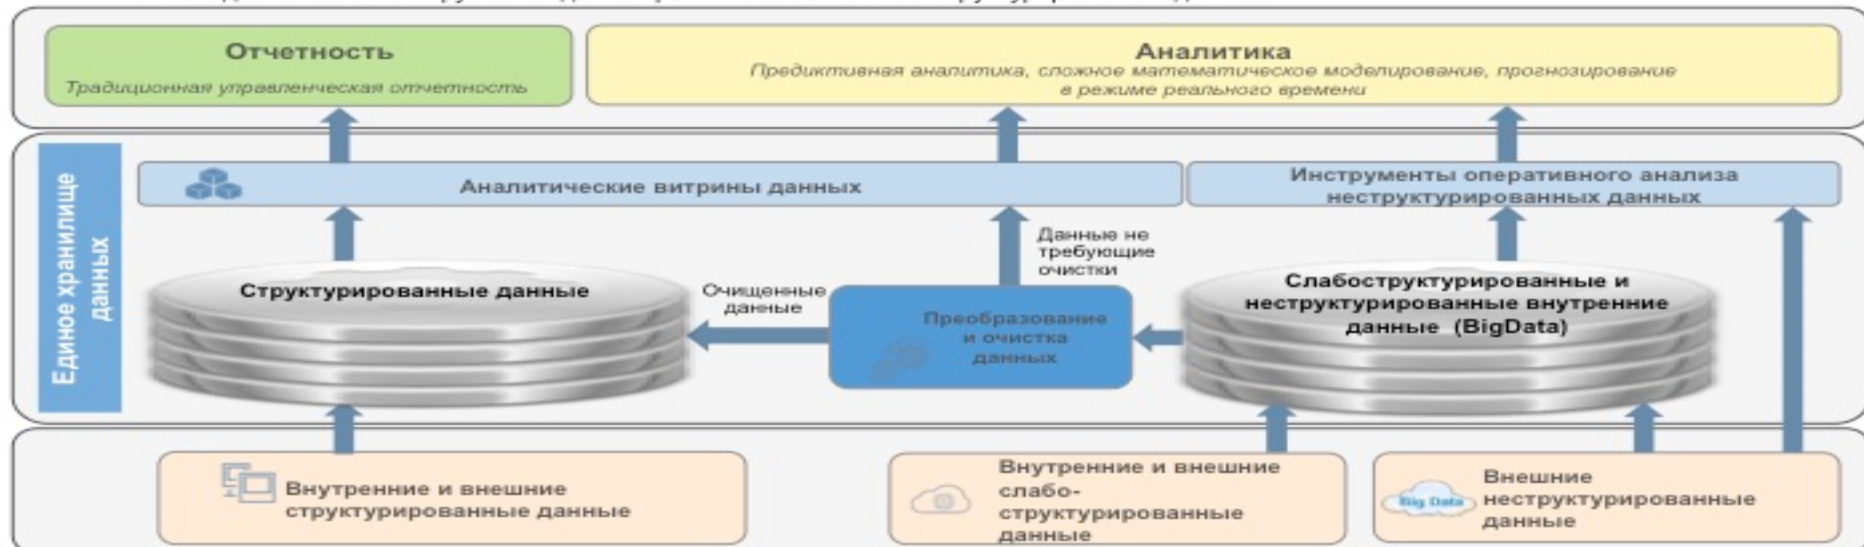 Отчетность
Традиционная управленческая отчетность
Аналитика
Предиктивная аналитика, сложное математическое моделирование, прогнозирование
в режиме реального времени
Единое хранилище
данных
Аналитические витрины данных
Инструменты оперативного анализа
неструктурированных данных
Данные не
требующие
очистки
Структурированные данные
Очищенные
данные
Преобразование
и очистка
данных
Слабоструктурированные и
неструктурированные внутренние
данные (BigData)
Внутренние и внешние
структурированные данные
Внутренние и внешние
слабо-
структурированные
данные
Big Data
Внешние
неструктурированные
данные